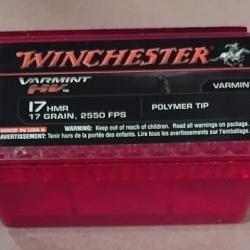 WINCHESTER
VARMINT
HV
VARMINT
17 HMR
17 GRAIN, 2550 FPS
POLYMER TIP
MADE IN USA
WARNING: Keep out of reach of children. Read all warnings on package.
AVERTISSEMENT: Tenir hors de la portée des enfants. Lire tous les avertissements sur l'emballage